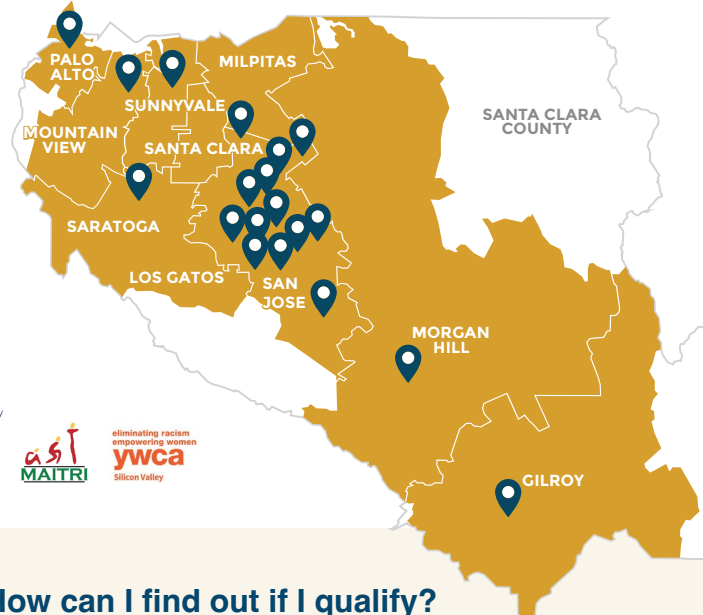 PALO
ALTO
MILPITAS
SUNNYVALE
SANTA CLARA
COUNTY
MOUNTAIN
VIEW
SANTA CLARA
SARATOGA
LOS GATOS
SAN
JOSE
MORGAN
HILL
MAITRI
eliminating racism
empowering women
ywca
Silicon Valley
GILROY
How can I find out if I qualify?